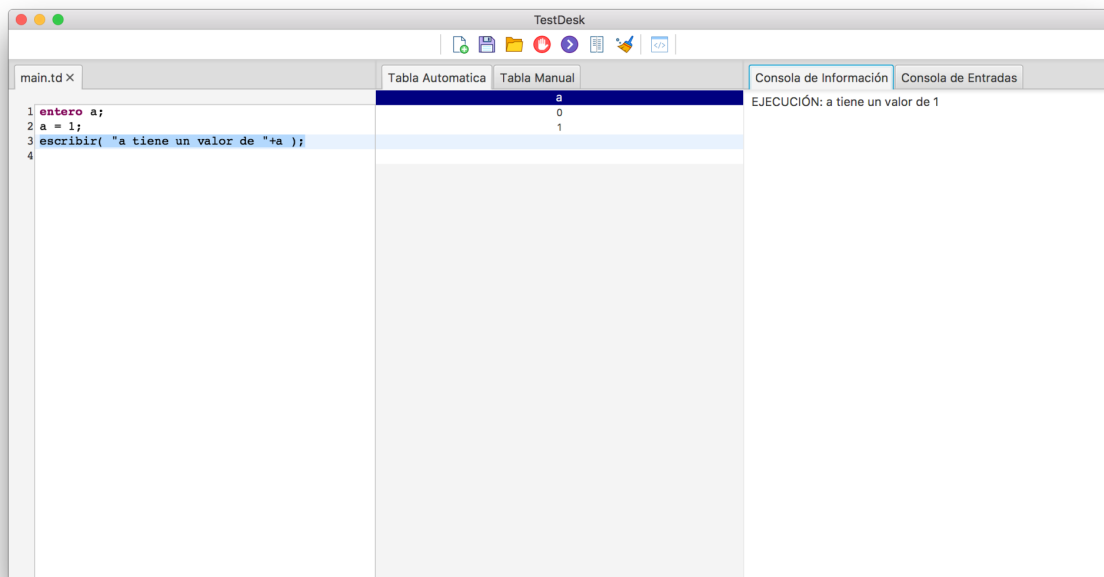 TestDesk
main.td ×
1 entero a;
2 a = 1;
3 escribir( "a tiene un valor de "+a );
4
Tabla Automatica
Tabla Manual
a
0
1
Consola de Información
Consola de Entradas
EJECUCIÓN: a tiene un valor de 1